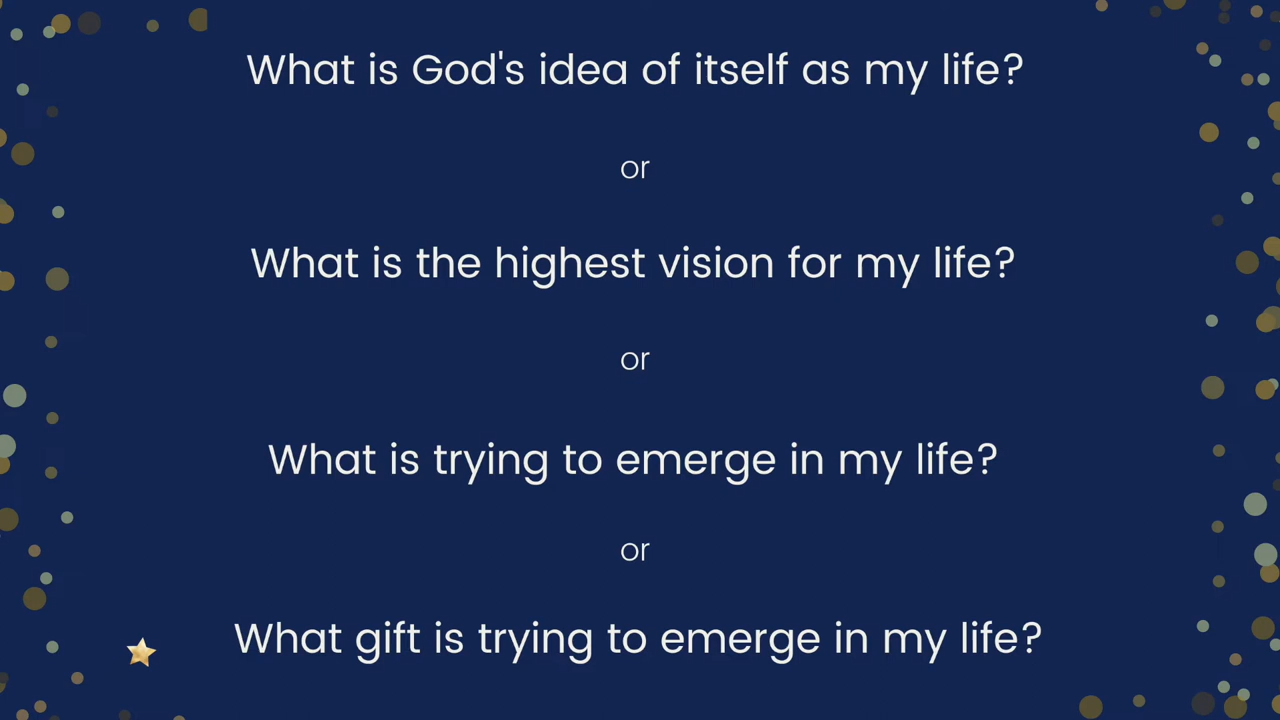 What is God's idea of itself as my life?
or
What is the highest vision for my life?
or
What is trying to emerge in my life?
or
What gift is trying to emerge in my life?